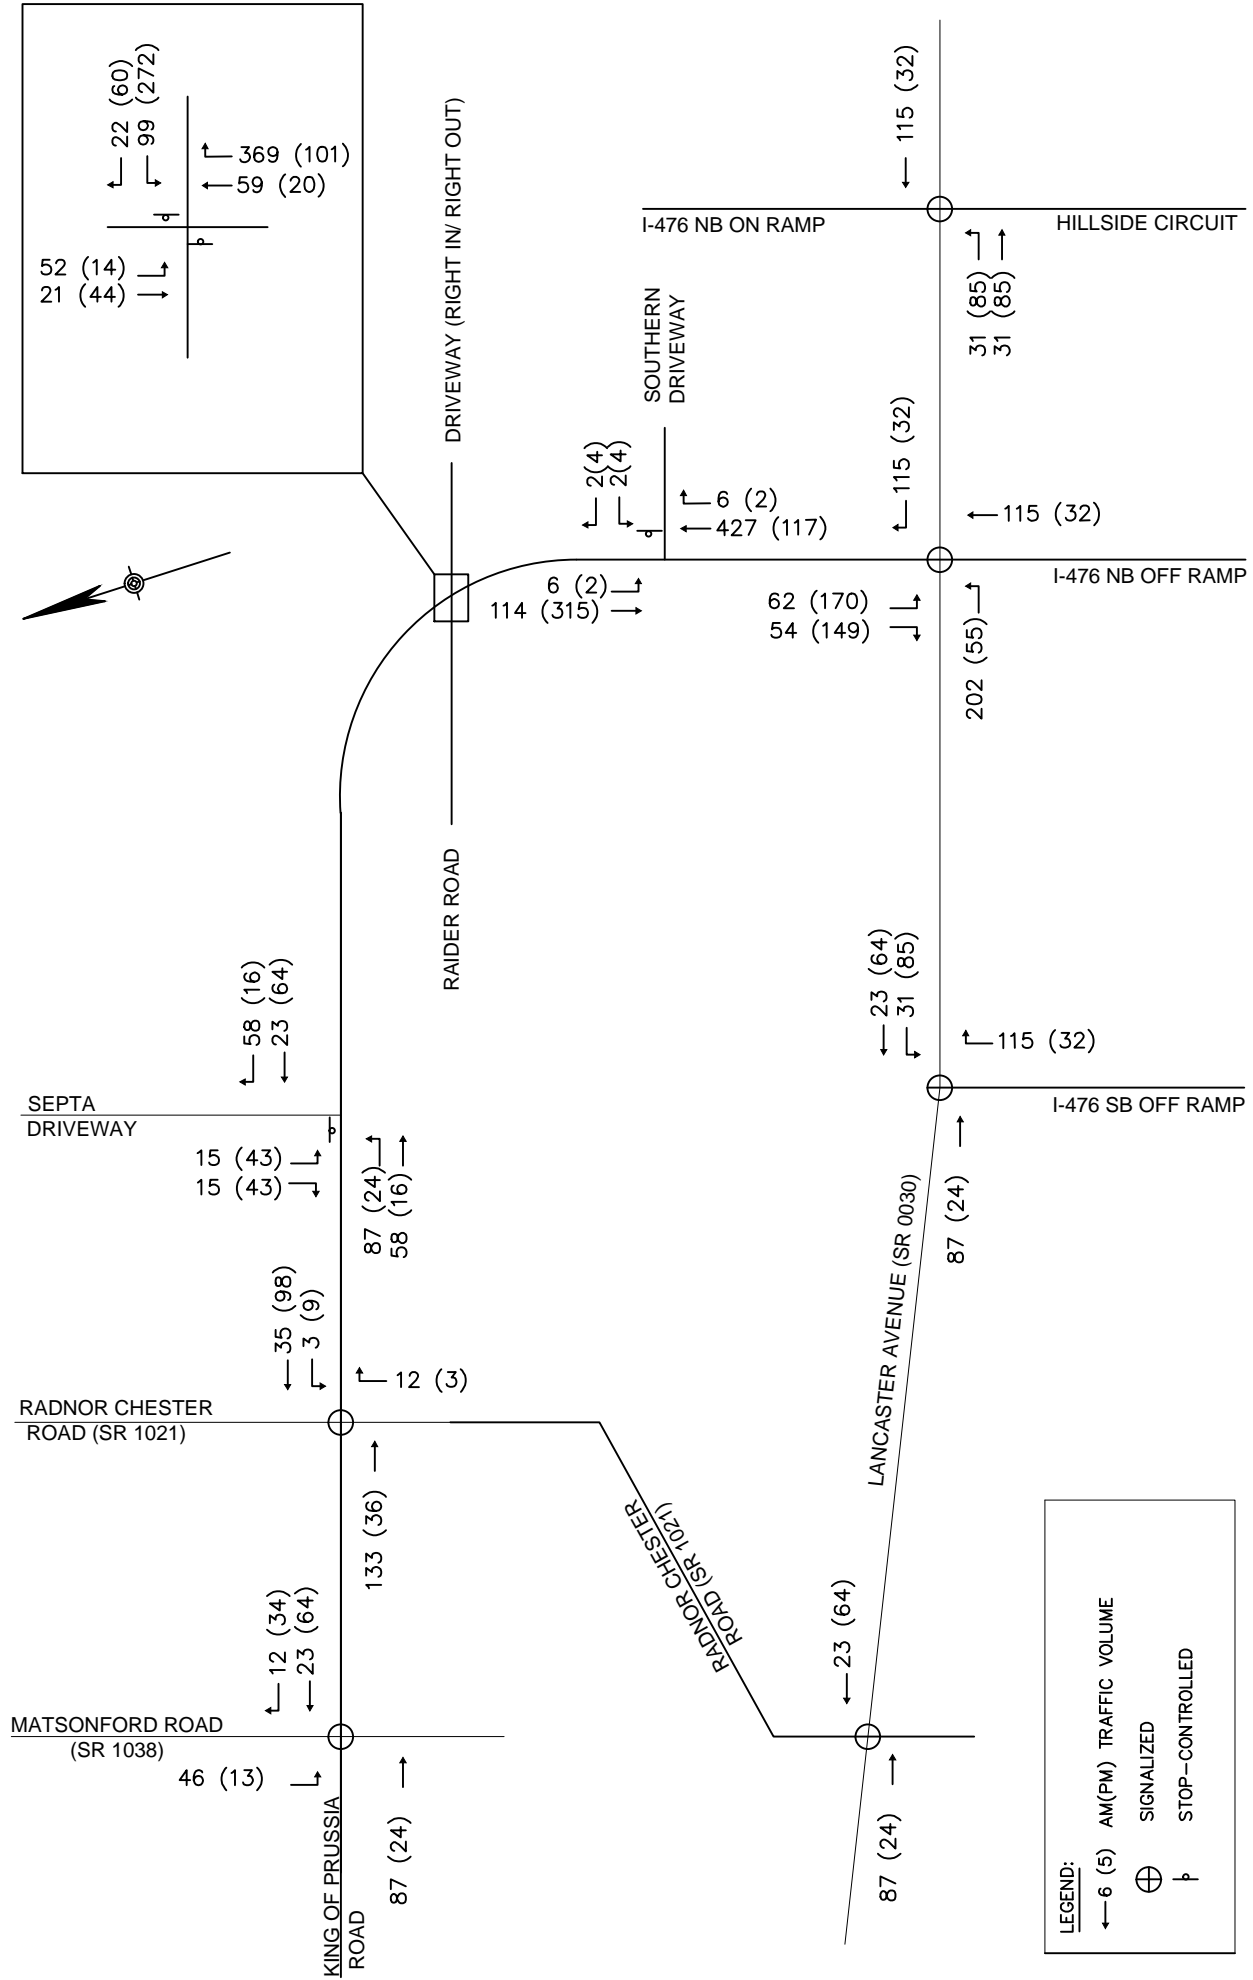 22 (60)
99 (272)
369 (101)
59 (20)
52 (14)
21 (44)
DRIVEWAY (RIGHT IN/ RIGHT OUT)
RAIDER ROAD
115 (32)
I-476 NB ON RAMP
HILLSIDE CIRCUIT
31 (85)
31 (85)
SOUTHERN
DRIVEWAY
2(4)
2(4)
6 (2)
427 (117)
6 (2)
114 (315)
115 (32)
115 (32)
I-476 NB OFF RAMP
62 (170)
54 (149)
202 (55)
58 (16)
23 (64)
SEPTA
DRIVEWAY
15 (43)
15 (43)
87 (24)
58 (16)
23 (64)
31 (85)
115 (32)
I-476 SB OFF RAMP
87 (24)
LANCASTER AVENUE (SR 0030)
35 (98)
3 (9)
12 (3)
RADNOR CHESTER
ROAD (SR 1021)
133 (36)
RADNOR CHESTER
ROAD (SR 1021)
12 (34)
23 (64)
MATSONFORD ROAD
(SR 1038)
46 (13)
87 (24)
KING OF PRUSSIA
ROAD
23 (64)
87 (24)
LEGEND:
6 (5) AM(PM) TRAFFIC VOLUME
SIGNALIZED
STOP-CONTROLLED